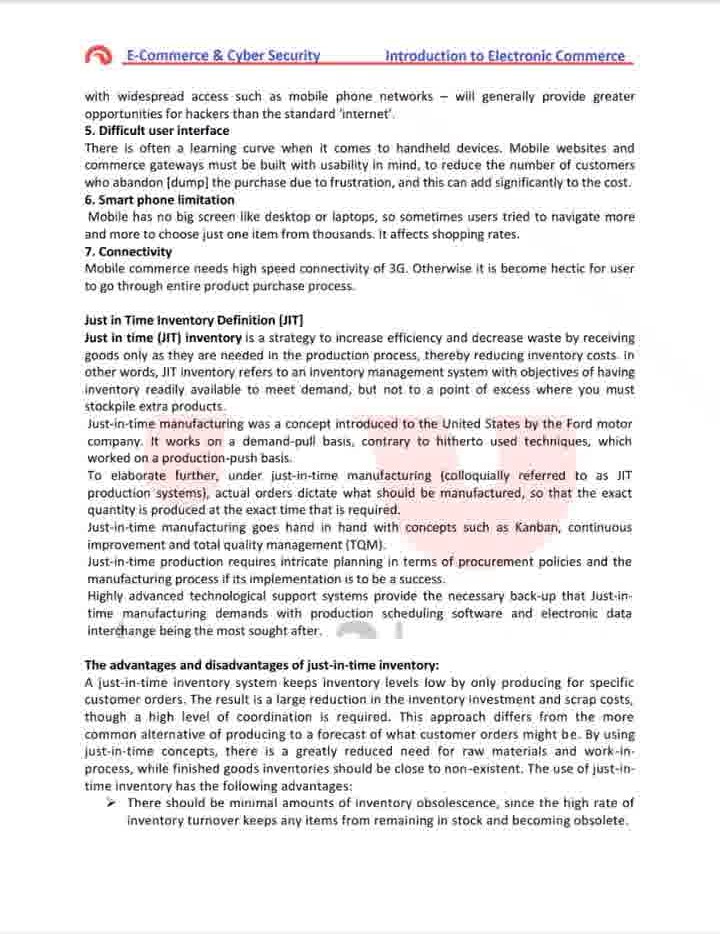 E-Commerce & Cyber Security Introduction to Electronic Commerce
with widespread access such as mobile phone networks – will generally provide greater
opportunities for hackers than the standard 'internet'.
5. Difficult user interface
There is often a learning curve when it comes to handheld devices. Mobile websites and
commerce gateways must be built with usability in mind, to reduce the number of customers
who abandon [dump] the purchase due to frustration, and this can add significantly to the cost.
6. Smart phone limitation
Mobile has no big screen like desktop or laptops, so sometimes users tried to navigate more
and more to choose just one item from thousands. It affects shopping rates.
7. Connectivity
Mobile commerce needs high speed connectivity of 3G. Otherwise it is become hectic for user
to go through entire product purchase process.
Just in Time Inventory Definition [JIT]
Just in time (JIT) inventory is a strategy to increase efficiency and decrease waste by receiving
goods only as they are needed in the production process, thereby reducing inventory costs. In
other words, JIT inventory refers to an inventory management system with objectives of having
inventory readily available to meet demand, but not to a point of excess where you must
stockpile extra products.
Just-in-time manufacturing was a concept introduced to the United States by the Ford motor
company. It works on a demand-pull basis, contrary to hitherto used techniques, which
worked on a production-push basis.
To elaborate further, under just-in-time manufacturing (colloquially referred to as JIT
production systems), actual orders dictate what should be manufactured, so that the exact
quantity is produced at the exact time that is required.
Just-in-time manufacturing goes hand in hand with concepts such as Kanban, continuous
improvement and total quality management (TQM).
Just-in-time production requires intricate planning in terms of procurement policies and the
manufacturing process if its implementation is to be a success.
Highly advanced technological support systems provide the necessary back-up that Just-in-
time manufacturing demands with production scheduling software and electronic data
interchange being the most sought after.
The advantages and disadvantages of just-in-time inventory:
A just-in-time inventory system keeps inventory levels low by only producing for specific
customer orders. The result is a large reduction in the inventory investment and scrap costs,
though a high level of coordination is required. This approach differs from the more
common alternative of producing to a forecast of what customer orders might be. By using
just-in-time concepts, there is a greatly reduced need for raw materials and work-in-
process, while finished goods inventories should be close to non-existent. The use of just-in-
time inventory has the following advantages:
➢ There should be minimal amounts of inventory obsolescence, since the high rate of
inventory turnover keeps any items from remaining in stock and becoming obsolete.